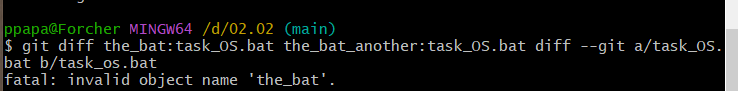 ppapa@Forcher MINGW64 /d/02.02 (main)
$ git diff the_bat:task_OS.bat the_bat_another:task_OS.bat diff --git a/task_OS.
bat b/task_os.bat
fatal: invalid object name 'the_bat'.